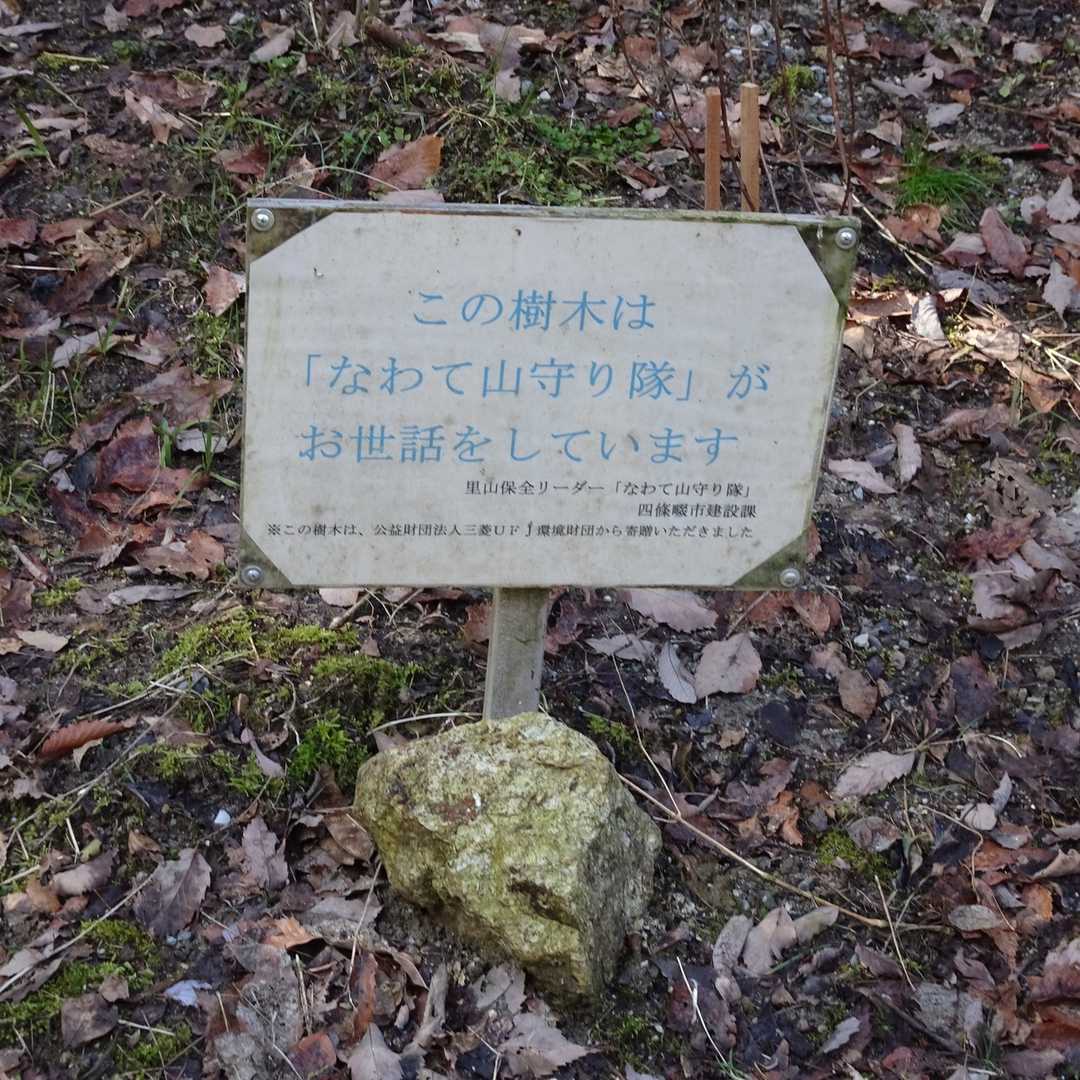 この樹木は
「なわて山守り隊」が
お世話をしています
里山保全リーダー「なわて山守り隊」
四條畷市建設課
※この樹木は、公益財団法人三菱UFJ環境財団から寄贈いただきました